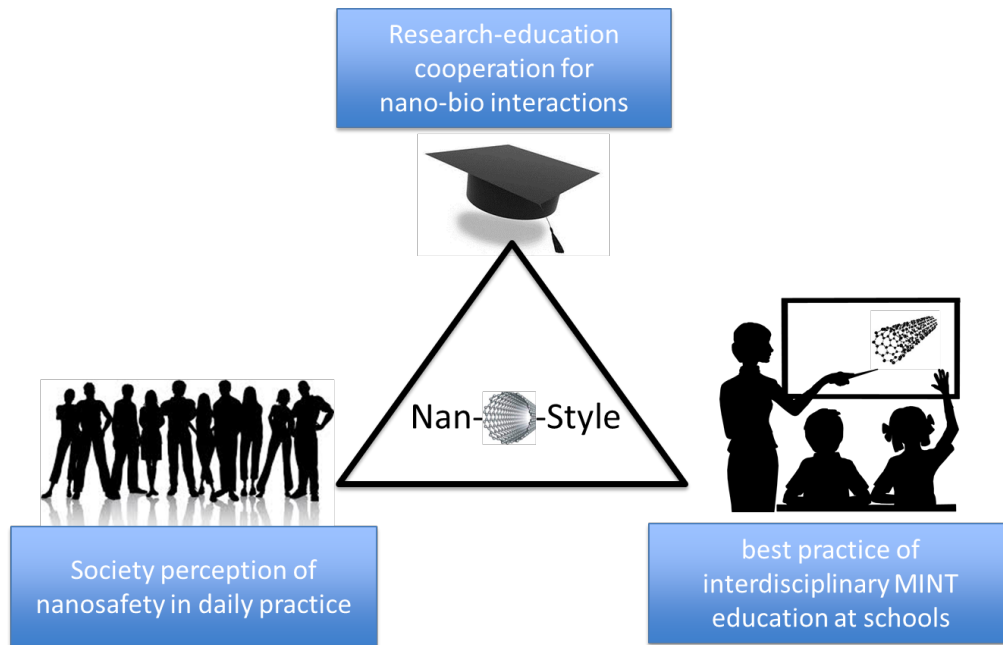 Research-education
cooperation for
nano-bio interactions
Nan- -Style
Society perception of
nanosafety in daily practice
best practice of
interdisciplinary MINT
education at schools